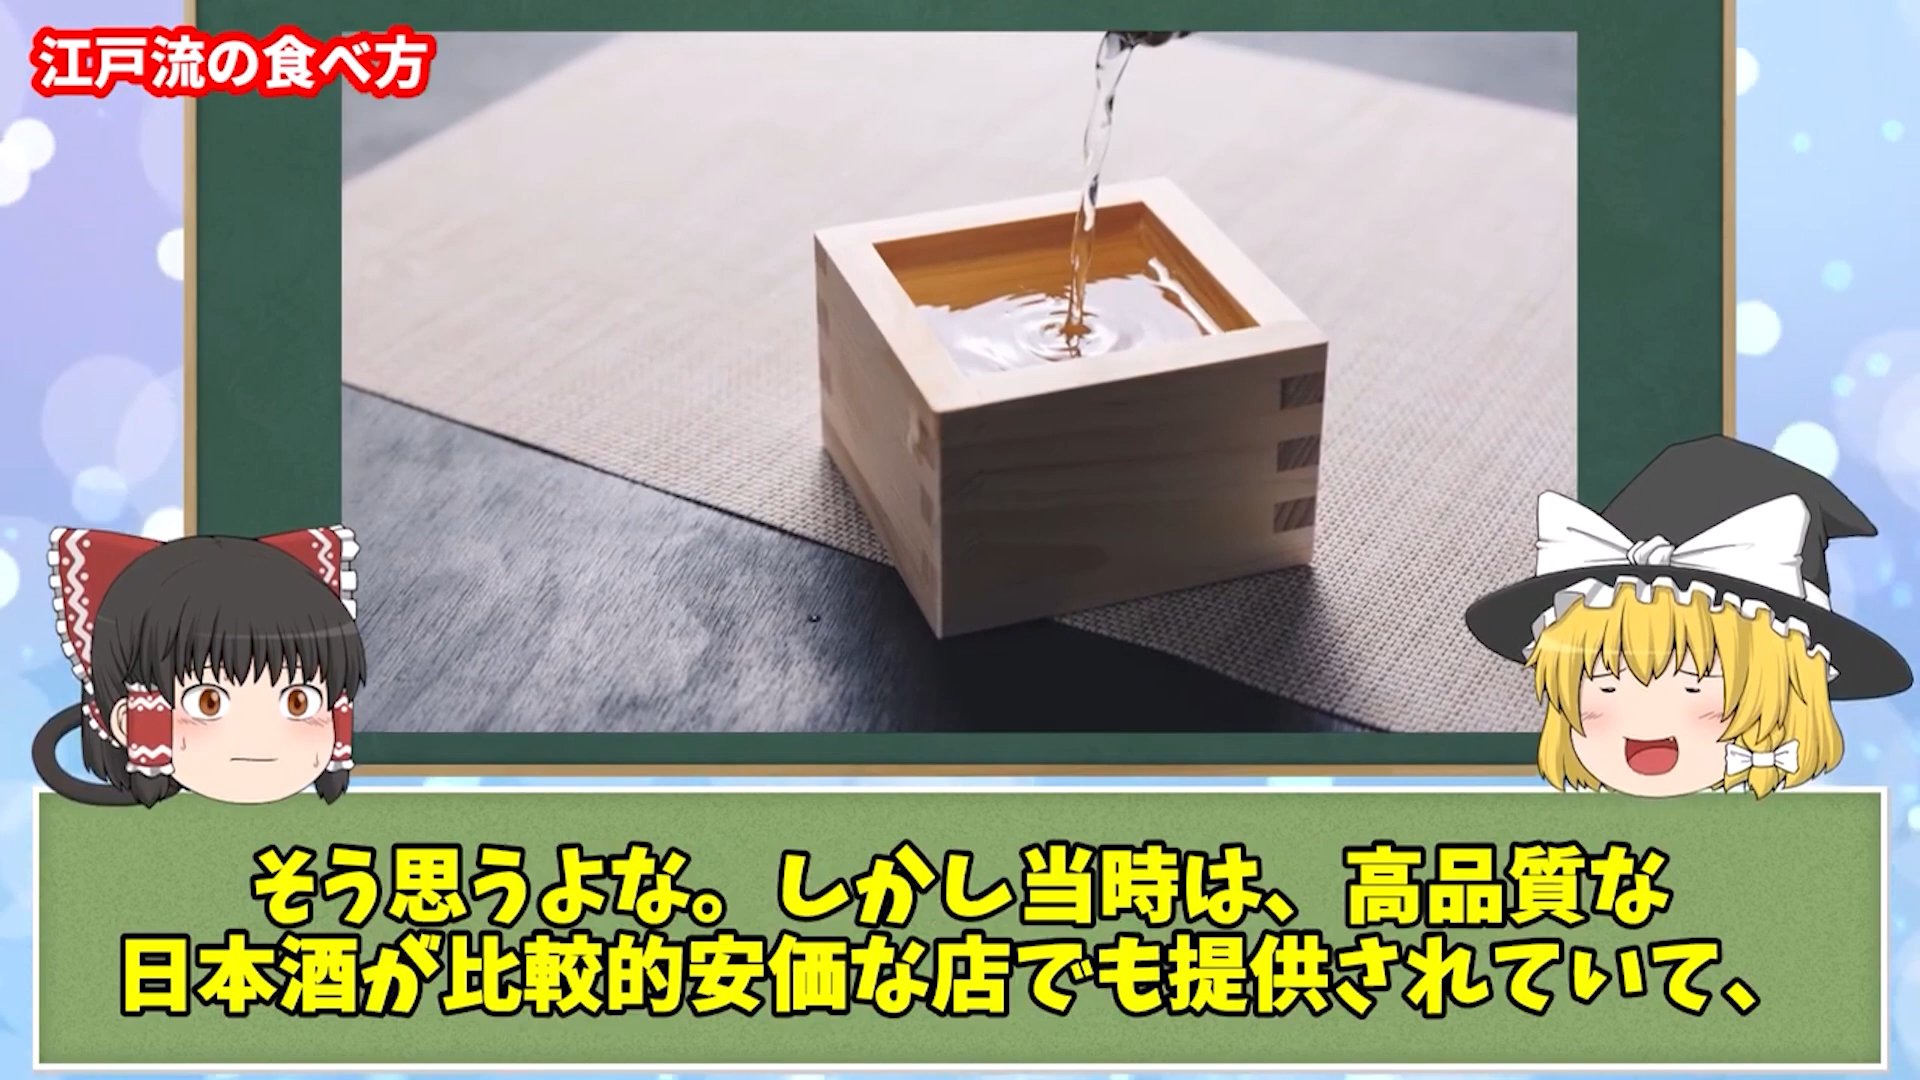 江戸流の食べ方
そう思うよな。しかし当時は、高品質な
日本酒が比較的安価な店でも提供されていて、